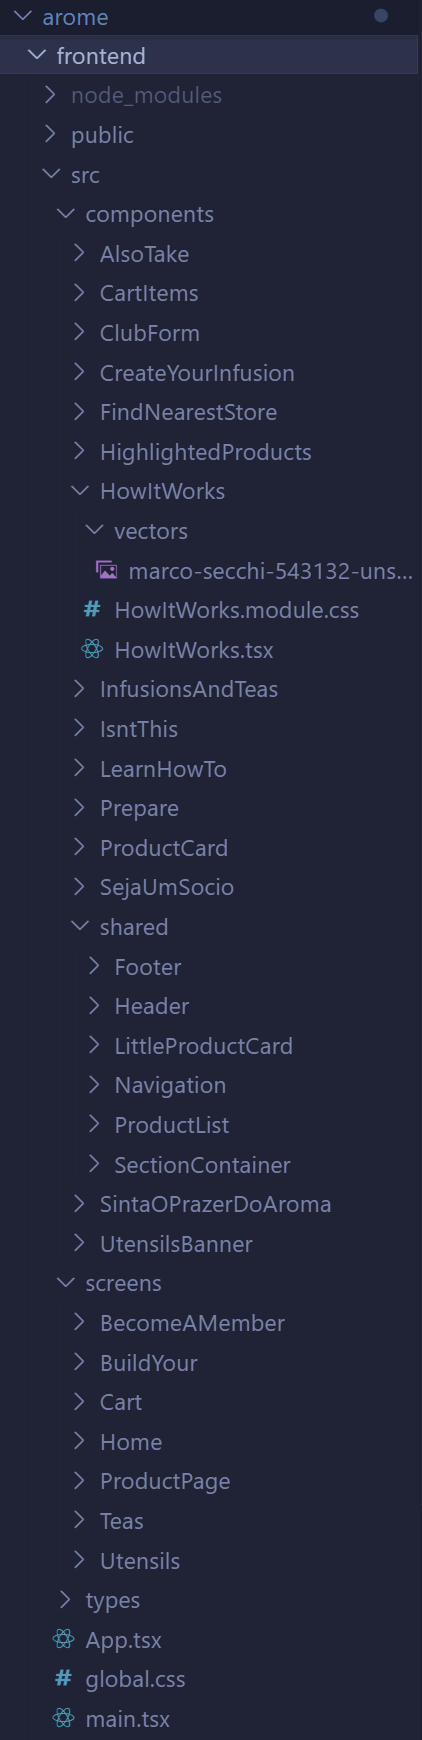 arome
frontend
node_modules
public
src
components
AlsoTake
CartItems
ClubForm
CreateYourInfusion
FindNearestStore
HighlightedProducts
HowItWorks
vectors
marco-secchi-543132-uns...
# HowItWorks.module.css
HowItWorks.tsx
InfusionsAndTeas
IsntThis
LearnHowTo
Prepare
ProductCard
SejaUmSocio
shared
Footer
Header
LittleProductCard
Navigation
ProductList
SectionContainer
SintaOPrazerDoAroma
UtensilsBanner
screens
BecomeAMember
BuildYour
Cart
Home
ProductPage
Teas
Utensils
types
App.tsx
# global.css
main.tsx